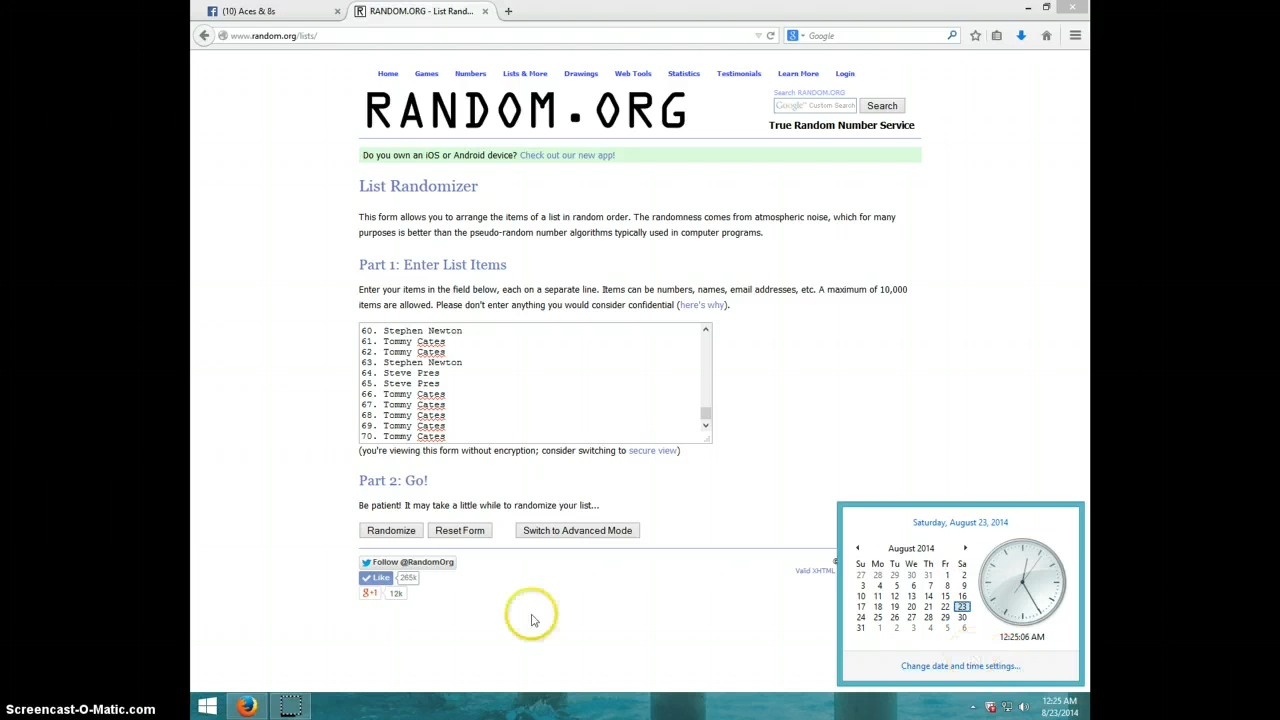 (10) Aces & 8s
RANDOM.ORG - List Rand...
www.random.org/lists/
Google
Home Games Numbers Lists & More Drawings Web Tools Statistics Testimonials Learn More Login
Search RANDOM.ORG
RANDOM.ORG
Google™ Custom Search
Search
True Random Number Service
Do you own an iOS or Android device? Check out our new app!
List Randomizer
This form allows you to arrange the items of a list in random order. The randomness comes from atmospheric noise, which for many
purposes is better than the pseudo-random number algorithms typically used in computer programs.
Part 1: Enter List Items
Enter your items in the field below, each on a separate line. Items can be numbers, names, email addresses, etc. A maximum of 10,000
items are allowed. Please don't enter anything you would consider confidential (here's why).
60. Stephen Newton
61. Tommy Cates
62. Tommy Cates
63. Stephen Newton
64. Steve Pres
65. Steve Pres
66. Tommy Cates
67. Tommy Cates
68. Tommy Cates
69. Tommy Cates
70. Tommy Cates
(you're viewing this form without encryption; consider switching to secure view)
Part 2: Go!
Be patient! It may take a little while to randomize your list...
Randomize Reset Form Switch to Advanced Mode
Follow @RandomOrg
Like 265k
g+1 12k
©
Valid XHTML
Saturday, August 23, 2014
August 2014
Su Mo Tu We Th Fr Sa
27 28 29 30 31 1 2
3 4 5 6 7 8 9
10 11 12 13 14 15 16
17 18 19 20 21 22 23
24 25 26 27 28 29 30
31 1 2 3 4 5 6
12:25:06 AM
Change date and time settings...
12:25 AM
8/23/2014
Screencast-O-Matic.com